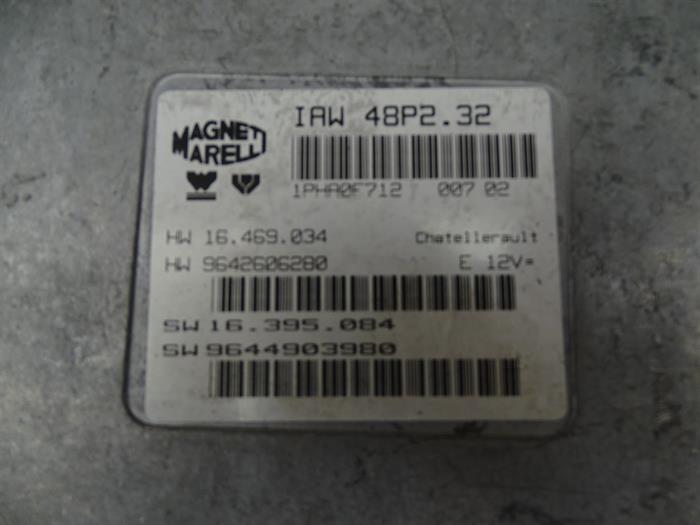 MAGNETI
MARELLI
IAW 48P2.32
1PHA0F712 007 02
HW 16.469.034 Chatellerault
HW 9642606280 E 12V=
SW 16.395.084
SW 9644903980